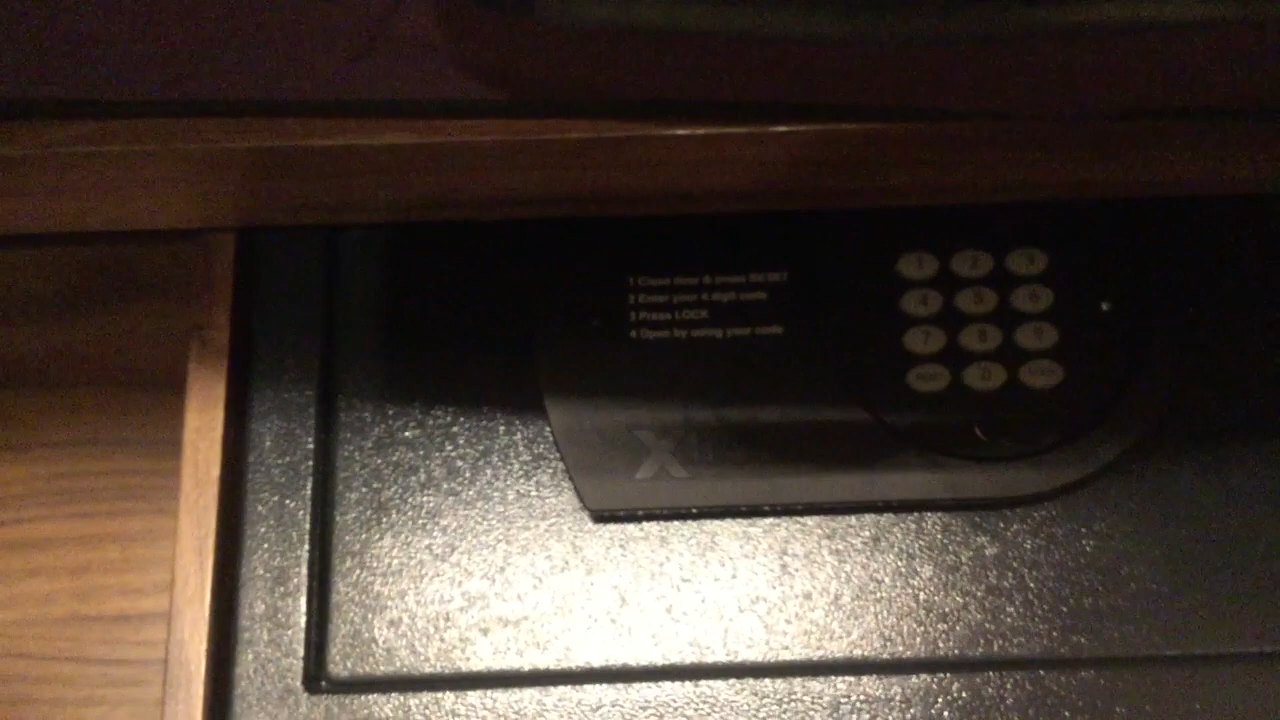 1 Close door & press RESET
2 Enter your 4 digit code
3 Press LOCK
4 Open by using your code
1 2 3
4 5 6
7 8 9
0
X